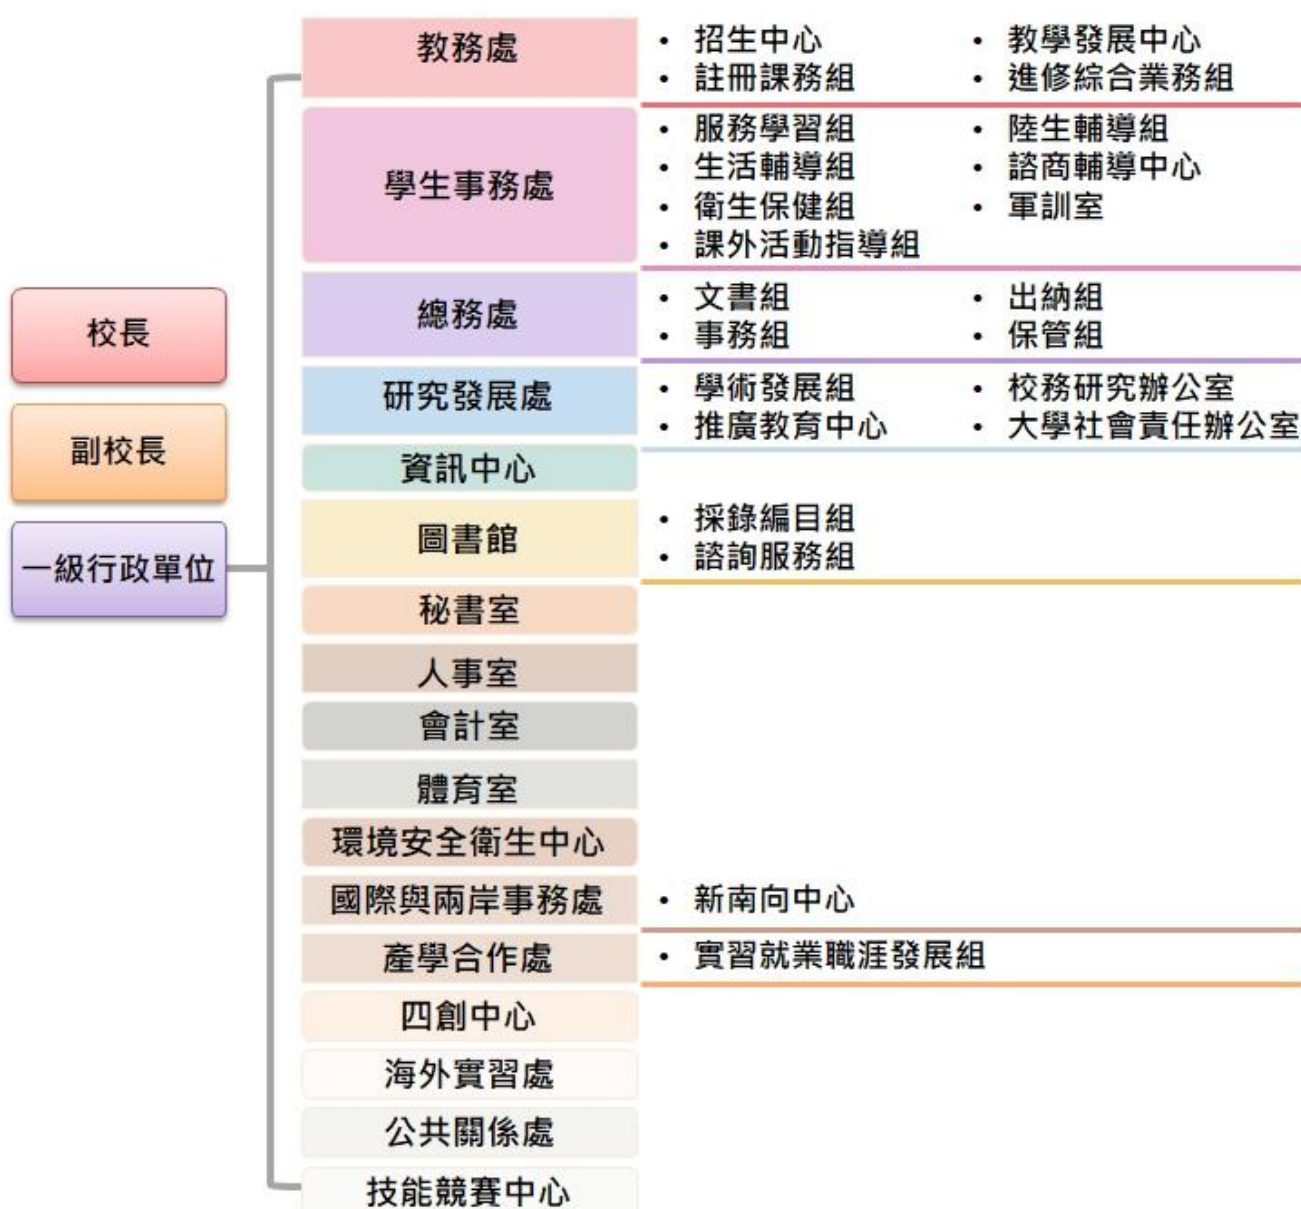 校長
副校長
一級行政單位
教務處
• 招生中心
• 教學發展中心
• 註冊課務組
• 進修綜合業務組
學生事務處
• 服務學習組
• 陸生輔導組
• 生活輔導組
• 諮商輔導中心
• 衛生保健組
• 軍訓室
• 課外活動指導組
總務處
• 文書組
• 出納組
• 事務組
• 保管組
研究發展處
• 學術發展組
• 校務研究辦公室
• 推廣教育中心
• 大學社會責任辦公室
資訊中心
圖書館
• 採錄編目組
• 諮詢服務組
秘書室
人事室
會計室
體育室
環境安全衛生中心
國際與兩岸事務處
• 新南向中心
產學合作處
• 實習就業職涯發展組
四創中心
海外實習處
公共關係處
技能競賽中心